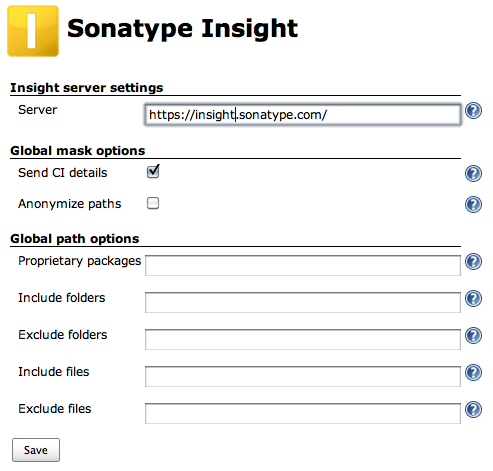 Sonatype Insight
Insight server settings
Server https://insight.sonatype.com/
Global mask options
Send CI details
Anonymize paths
Global path options
Proprietary packages
Include folders
Exclude folders
Include files
Exclude files
Save